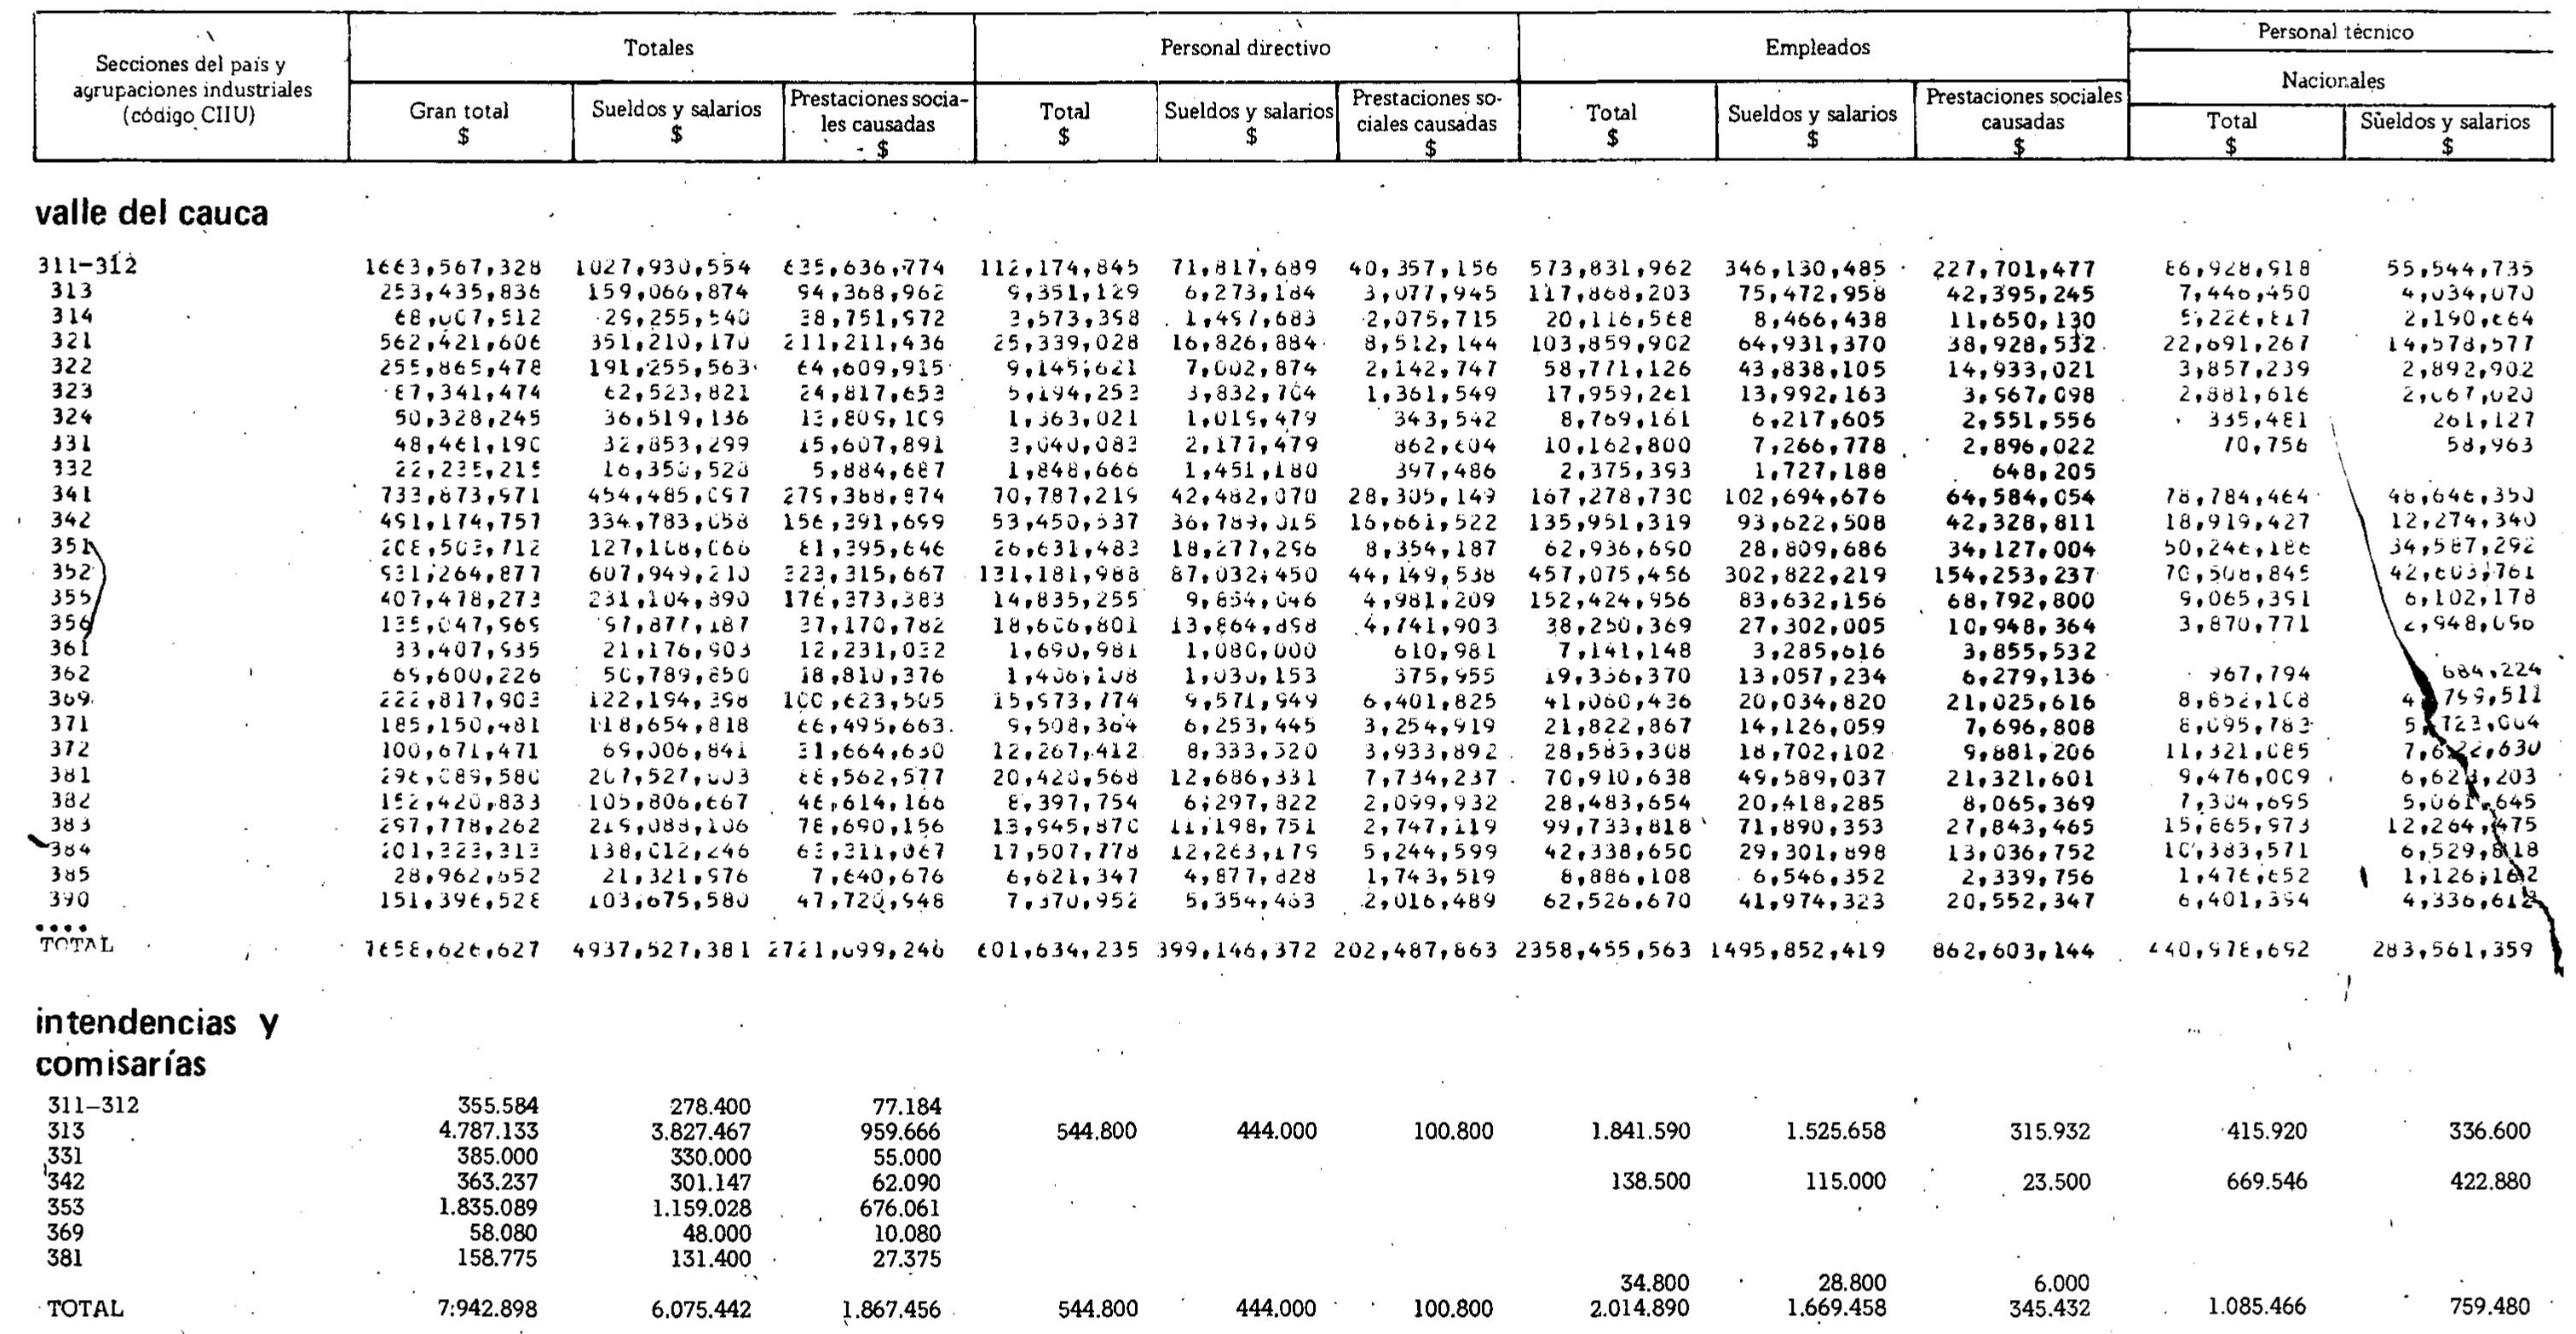 Secciones del país y agrupaciones industriales (código CIIU) Totales Personal directivo Empleados Personal técnico
Nacionales
Gran total $ Sueldos y salarios $ Prestaciones sociales causadas $ Total $ Sueldos y salarios $ Prestaciones sociales causadas $ Total $ Sueldos y salarios $ Prestaciones sociales causadas $ Total $ Sueldos y salarios $
valle del cauca
311-312 1663,567,328 1027,930,554 635,636,774 112,174,845 71,817,689 40,357,156 573,831,962 346,130,485 227,701,477 86,928,918 55,544,735
313 253,435,836 159,066,874 94,368,962 9,351,129 6,273,184 3,077,945 117,868,203 75,472,958 42,395,245 7,446,450 4,034,070
314 68,007,512 29,255,540 38,751,972 3,573,398 1,497,683 2,075,715 20,116,568 8,466,438 11,650,130 2,190,664
321 562,421,606 351,210,170 211,211,436 25,339,028 16,826,884 8,512,144 103,859,902 64,931,370 38,928,532 22,691,267 14,578,577
322 255,865,478 191,255,563 64,609,915 9,145,621 7,002,874 2,142,747 58,771,126 43,838,105 14,933,021 3,857,239 2,892,902
323 87,341,474 62,523,821 24,817,653 5,194,253 3,832,704 1,361,549 17,959,261 13,992,163 3,967,098 2,881,616 2,067,020
324 50,328,245 36,519,136 13,809,109 1,363,021 1,019,479 343,542 8,769,161 6,217,605 2,551,556 335,481 261,127
331 48,461,190 32,853,299 15,607,891 3,040,083 2,177,479 862,604 10,162,800 7,266,778 2,896,022 70,756 58,963
332 22,235,215 16,350,528 5,884,687 1,848,666 1,451,180 397,486 2,375,393 1,727,188 648,205
341 733,873,971 454,485,097 279,388,874 70,787,219 42,482,070 28,305,149 167,278,730 102,694,676 64,584,054 78,784,464 48,646,350
342 491,174,757 334,783,058 156,391,699 53,450,537 36,789,015 16,661,522 135,951,319 93,622,508 42,328,811 18,919,427 12,274,340
351 208,503,712 127,108,066 81,395,646 26,631,483 18,277,296 8,354,187 62,936,690 28,809,686 34,127,004 50,246,186 34,587,292
352 931,264,877 607,949,210 323,315,667 131,181,988 87,032,450 44,149,538 457,075,456 302,822,219 154,253,237 70,508,845 42,603,761
355 407,478,273 231,104,890 176,373,383 14,835,255 9,854,046 4,981,209 152,424,956 83,632,156 68,792,800 9,065,391 6,102,178
356 135,047,969 97,877,187 37,170,782 18,606,801 13,864,898 4,741,903 38,250,369 27,302,005 10,948,364 3,870,771 2,948,696
361 33,407,935 21,176,903 12,231,032 1,690,981 1,080,000 610,981 7,141,148 3,285,616 3,855,532
362 69,600,226 50,789,850 18,810,376 1,406,108 1,030,153 375,955 19,336,370 13,057,234 6,279,136 967,794 684,224
369 222,817,903 122,194,398 100,623,505 15,973,774 9,571,949 6,401,825 41,060,436 20,034,820 21,025,616 8,852,108 4,799,511
371 185,150,481 118,654,818 66,495,663 9,508,364 6,253,445 3,254,919 21,822,867 14,126,059 7,696,808 8,095,783 5,723,004
372 100,671,471 69,006,841 31,664,630 12,267,412 8,333,520 3,933,892 28,583,308 18,702,102 9,881,206 11,321,085
381 296,089,580 207,527,003 88,562,577 20,420,568 12,686,331 7,734,237 70,910,638 49,589,037 21,321,601 9,476,009 6,628,203
382 152,420,833 105,806,667 46,614,166 8,397,754 6,297,822 2,099,932 28,483,654 20,418,285 8,065,369 7,304,695 5,061,645
383 297,778,262 219,088,106 78,690,156 13,945,870 11,198,751 2,747,119 99,733,818 71,890,353 27,843,465 15,865,973 12,264,475
384 201,323,313 138,012,246 63,311,067 17,507,778 12,263,179 5,244,599 42,338,650 29,301,898 13,036,752 10,383,571 6,529,818
385 28,962,652 21,321,976 7,640,676 6,621,347 4,877,828 1,743,519 8,886,108 6,546,352 2,339,756 1,476,652 1,126,162
390 151,396,528 103,675,580 47,720,948 7,370,952 5,354,463 2,016,489 62,526,670 41,974,323 20,552,347 6,401,394 4,336,612
....
TOTAL 7658,626,627 4937,527,381 2721,099,246 601,634,235 399,146,372 202,487,863 2358,455,563 1495,852,419 862,603,144 440,978,692 283,561,359
intendencias y
comisarías
311–312 355.584 278.400 77.184
313 4.787.133 3.827.467 959.666 544.800 444.000 100.800 1.841.590 1.525.658 315.932 415.920 336.600
331 385.000 330.000 55.000
342 363.237 301.147 62.090 138.500 115.000 23.500 669.546 422.880
353 1.835.089 1.159.028 676.061
369 58.080 48.000 10.080
381 158.775 131.400 27.375
34.800 28.800 6.000
TOTAL 7.942.898 6.075.442 1.867.456 544.800 444.000 100.800 2.014.890 1.669.458 345.432 1.085.466 759.480